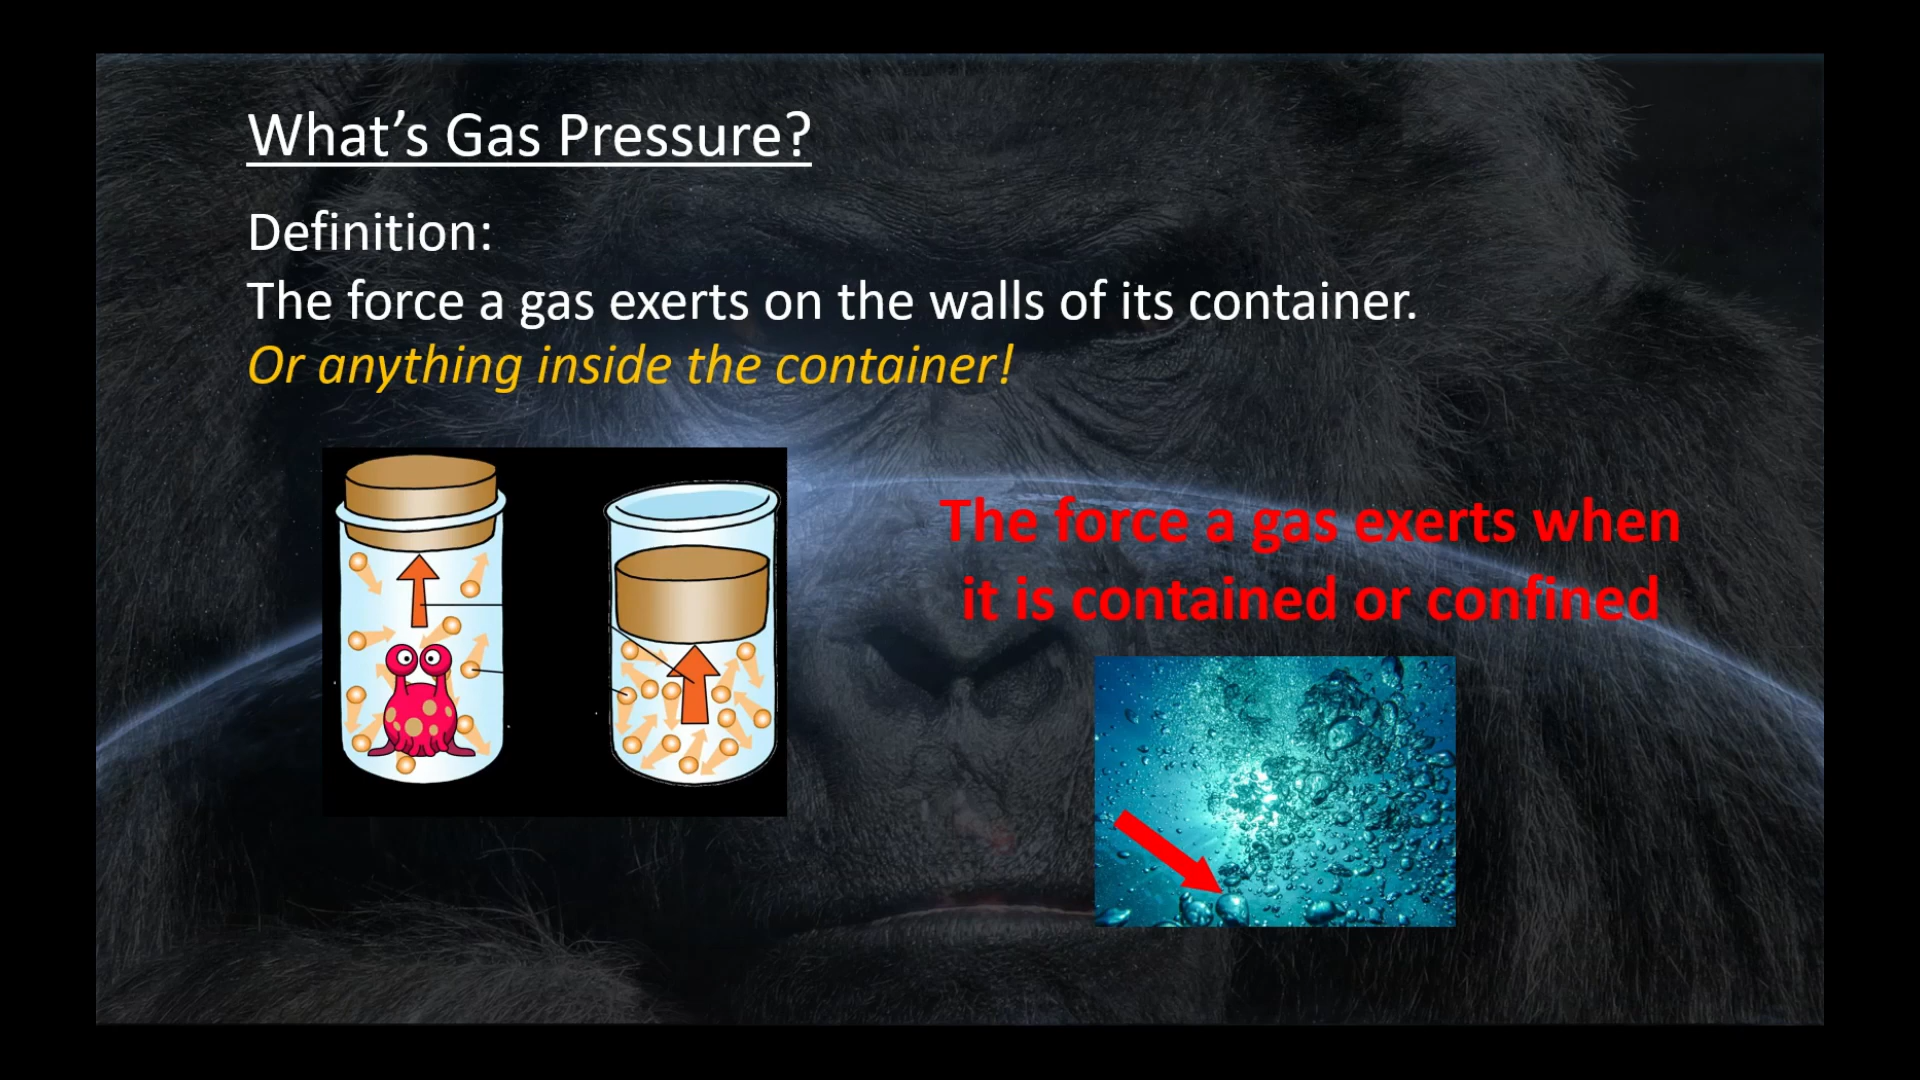 What’s Gas Pressure?
Definition:
The force a gas exerts on the walls of its container.
Or anything inside the container!
The force a gas exerts when
it is contained or confined